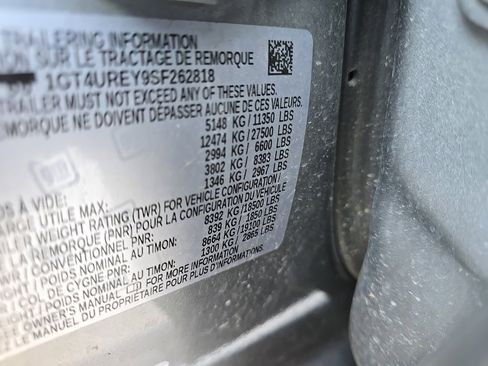 TRAILERING INFORMATION
SUR LE TRACTAGE DE REMORQUE
1GT4UREY9SF262818
TRAILER MUST NOT EXCEED ANY OF THESE VALUES
REMORQUE NE DOIVENT DÉPASSER AUCUNE DE CES VALEURS
5148 KG/11350 LBS
12474 KG/27500 LBS
2994 KG/ 6600 LBS
3802 KG/ 8383 LBS
1346 KG/ 2967 LBS
À VIDE:
UTILE MAX:
WEIGHT RATING (TWR) FOR VEHICLE CONFIGURATION
LA REMORQUE (PNR) POUR LA CONFIGURATION DU VÉHICULE
8392 KG/18500 LBS
CONVENTIONNEL PNR: 839 KG/ 1850 LBS
POIDS NOMINAL AU TIMON: 8664 KG/19100 LBS
COL DE CYGNE PNR: 1300 KG/ 2865 LBS
POIDS NOMINAL AU TIMON:
OWNER'S MANUAL FOR MORE INFORMATION
LE MANUEL DU PROPRIETAIRE POUR PLUS D'INFORMATIONS.